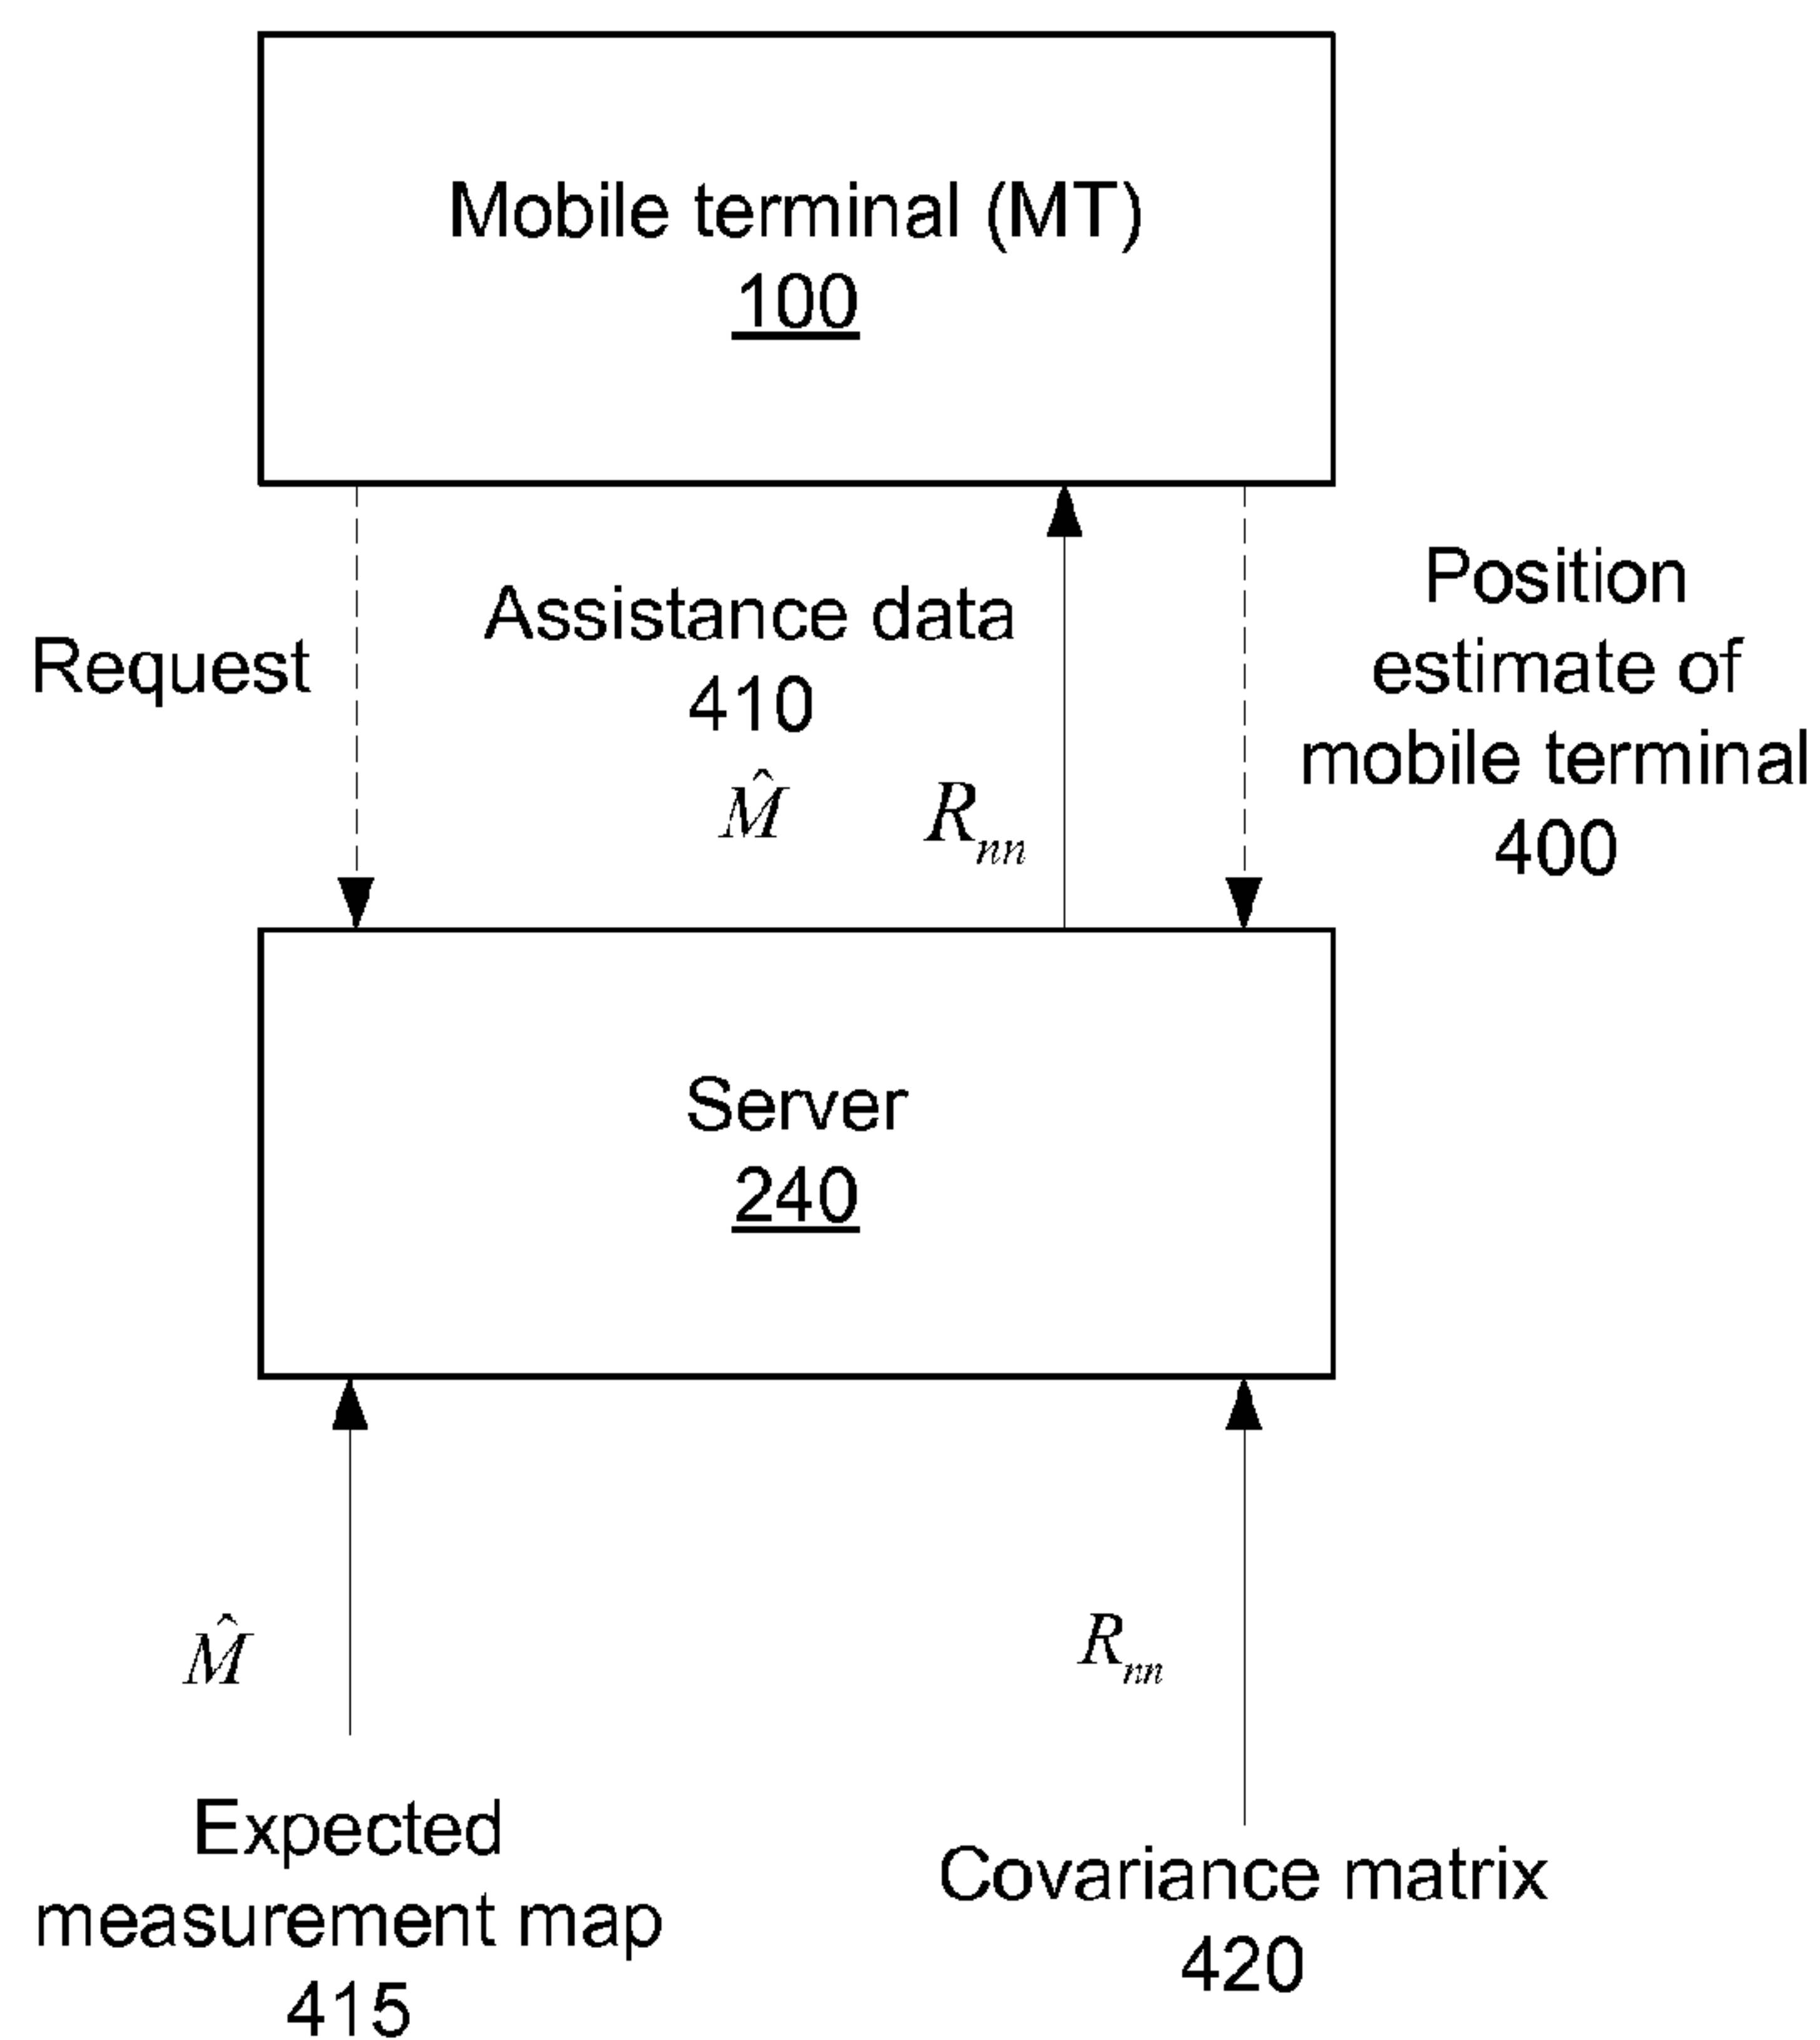 Mobile terminal (MT)
100
Request
Assistance data
410
M̂ Rₙₙ
Position
estimate of
mobile terminal
400
Server
240
M̂
Rₙₙ
Expected
measurement map
415
Covariance matrix
420